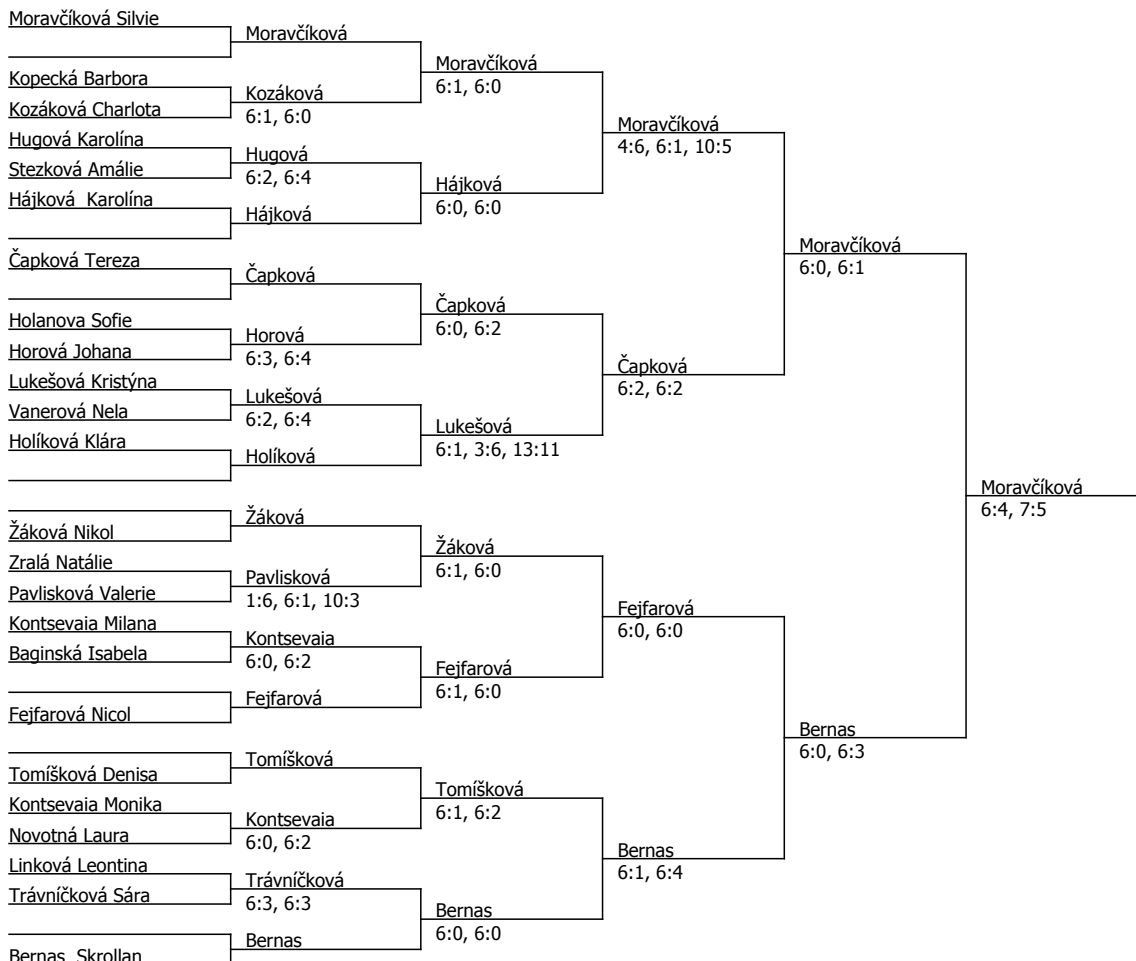 Moravčíková Silvie
Kopecká Barbora
Kozáková Charlota
Hugová Karolína
Stezková Amálie
Hájková  Karolína
Čapková Tereza
Holanova Sofie
Horová Johana
Lukešová Kristýna
Vanerová Nela
Holíková Klára
Žáková Nikol
Zralá Natálie
Pavlisková Valerie
Kontsevaia Milana
Baginská Isabela
Fejfarová Nicol
Tomíšková Denisa
Kontsevaia Monika
Novotná Laura
Linková Leontina
Trávníčková Sára
Bernas  Skrollan
Moravčíková
Kozáková
6:1, 6:0
Hugová
6:2, 6:4
Hájková
Čapková
Horová
6:3, 6:4
Lukešová
6:2, 6:4
Holíková
Žáková
Pavlisková
1:6, 6:1, 10:3
Kontsevaia
6:0, 6:2
Fejfarová
Tomíšková
Kontsevaia
6:0, 6:2
Trávníčková
6:3, 6:3
Bernas
Moravčíková
6:1, 6:0
Hájková
6:0, 6:0
Čapková
6:0, 6:2
Lukešová
6:1, 3:6, 13:11
Žáková
6:1, 6:0
Fejfarová
6:1, 6:0
Tomíšková
6:1, 6:2
Bernas
6:0, 6:0
Moravčíková
4:6, 6:1, 10:5
Čapková
6:2, 6:2
Fejfarová
6:0, 6:0
Bernas
6:1, 6:4
Moravčíková
6:0, 6:1
Bernas
6:0, 6:3
Moravčíková
6:4, 7:5